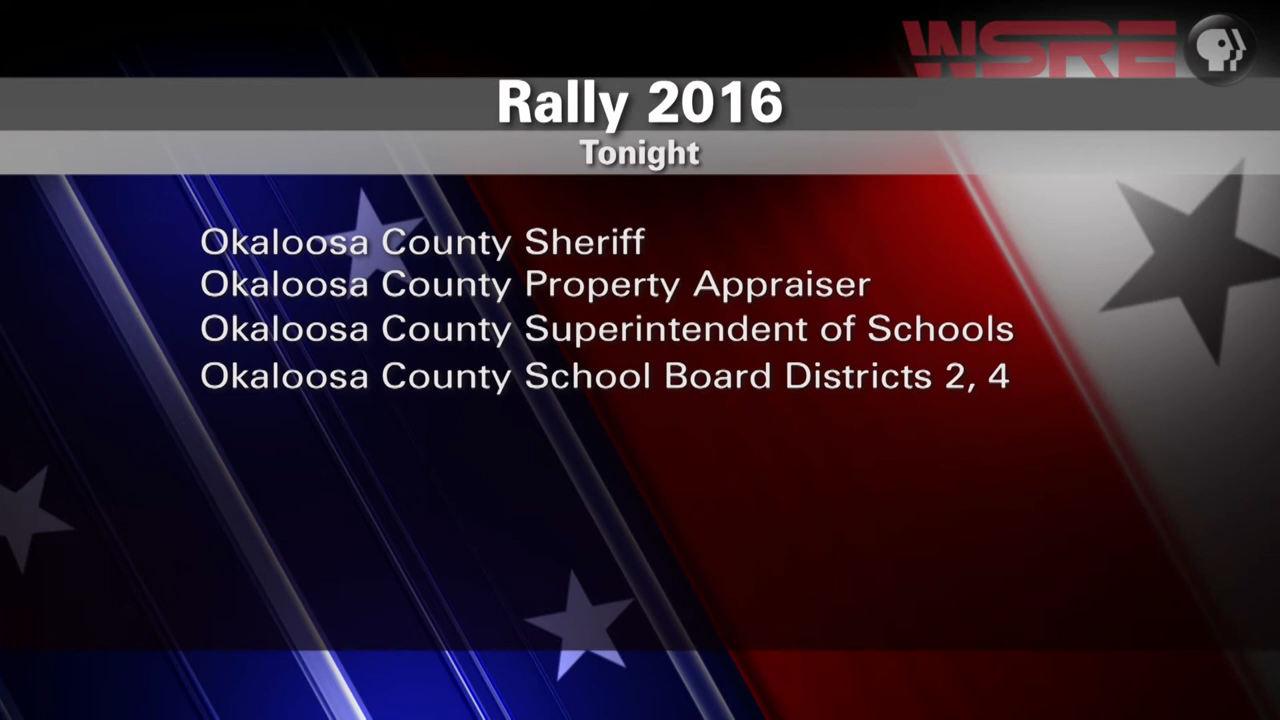 WSRE
Rally 2016
Tonight
Okaloosa County Sheriff
Okaloosa County Property Appraiser
Okaloosa County Superintendent of Schools
Okaloosa County School Board Districts 2, 4